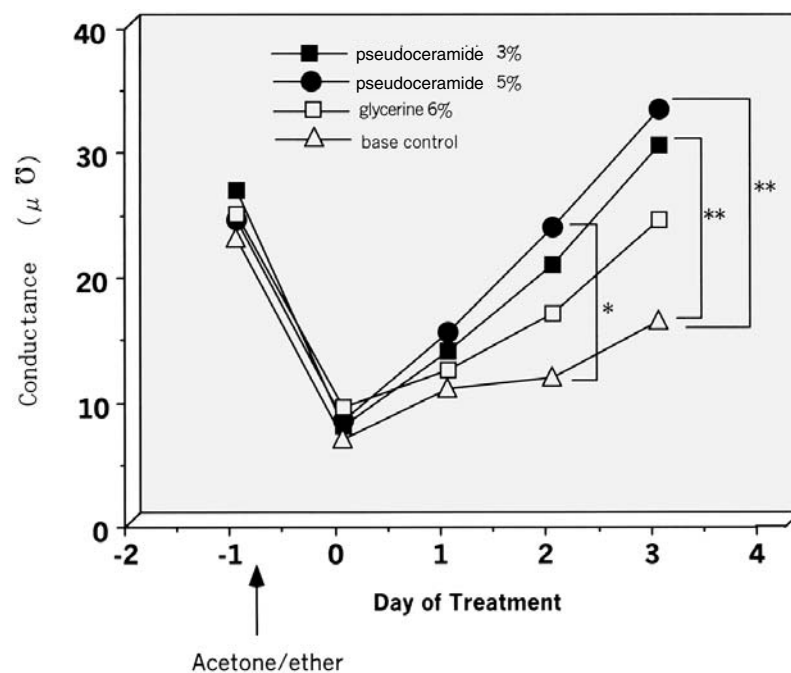 40
30
20
10
0
Conductance (μ ℧)
pseudoceramide 3%
pseudoceramide 5%
glycerine 6%
base control
*
**
**
-2 -1 0 1 2 3 4
Day of Treatment
Acetone/ether